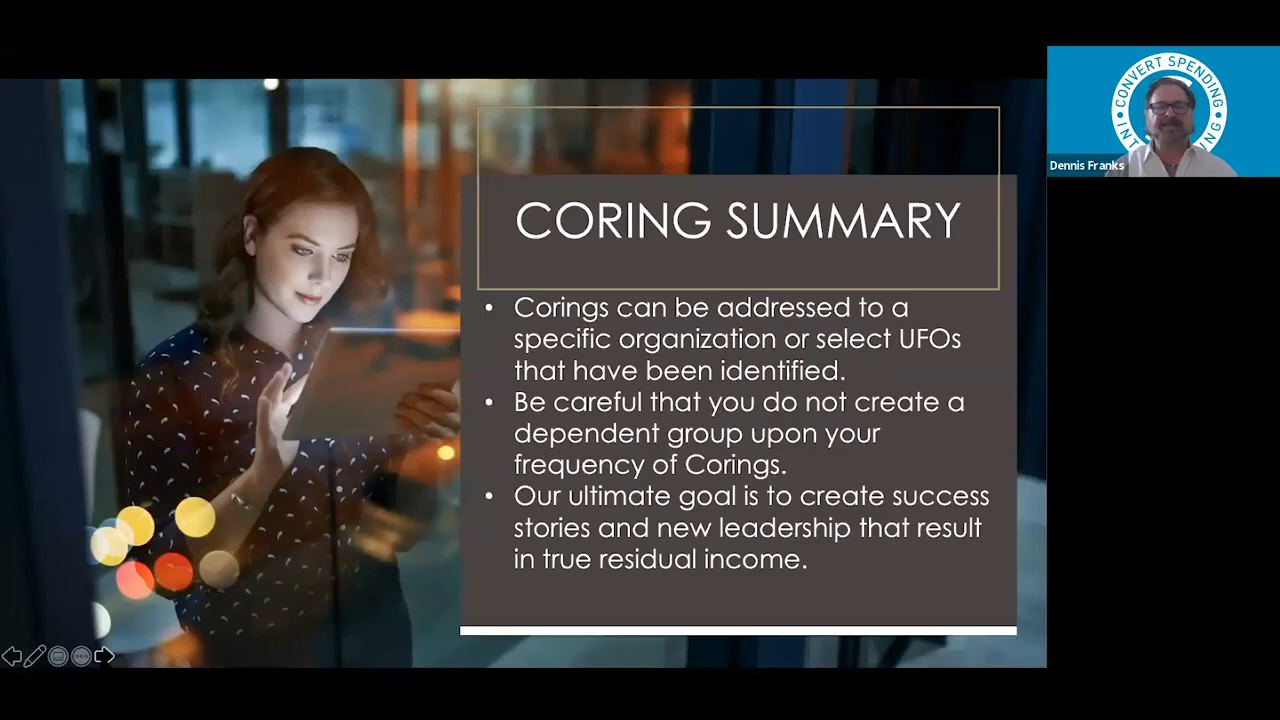 CORING SUMMARY
• Corings can be addressed to a
specific organization or select UFOs
that have been identified.
• Be careful that you do not create a
dependent group upon your
frequency of Corings.
• Our ultimate goal is to create success
stories and new leadership that result
in true residual income.
• CONVERT SPENDING •
INT
NG
Dennis Franks